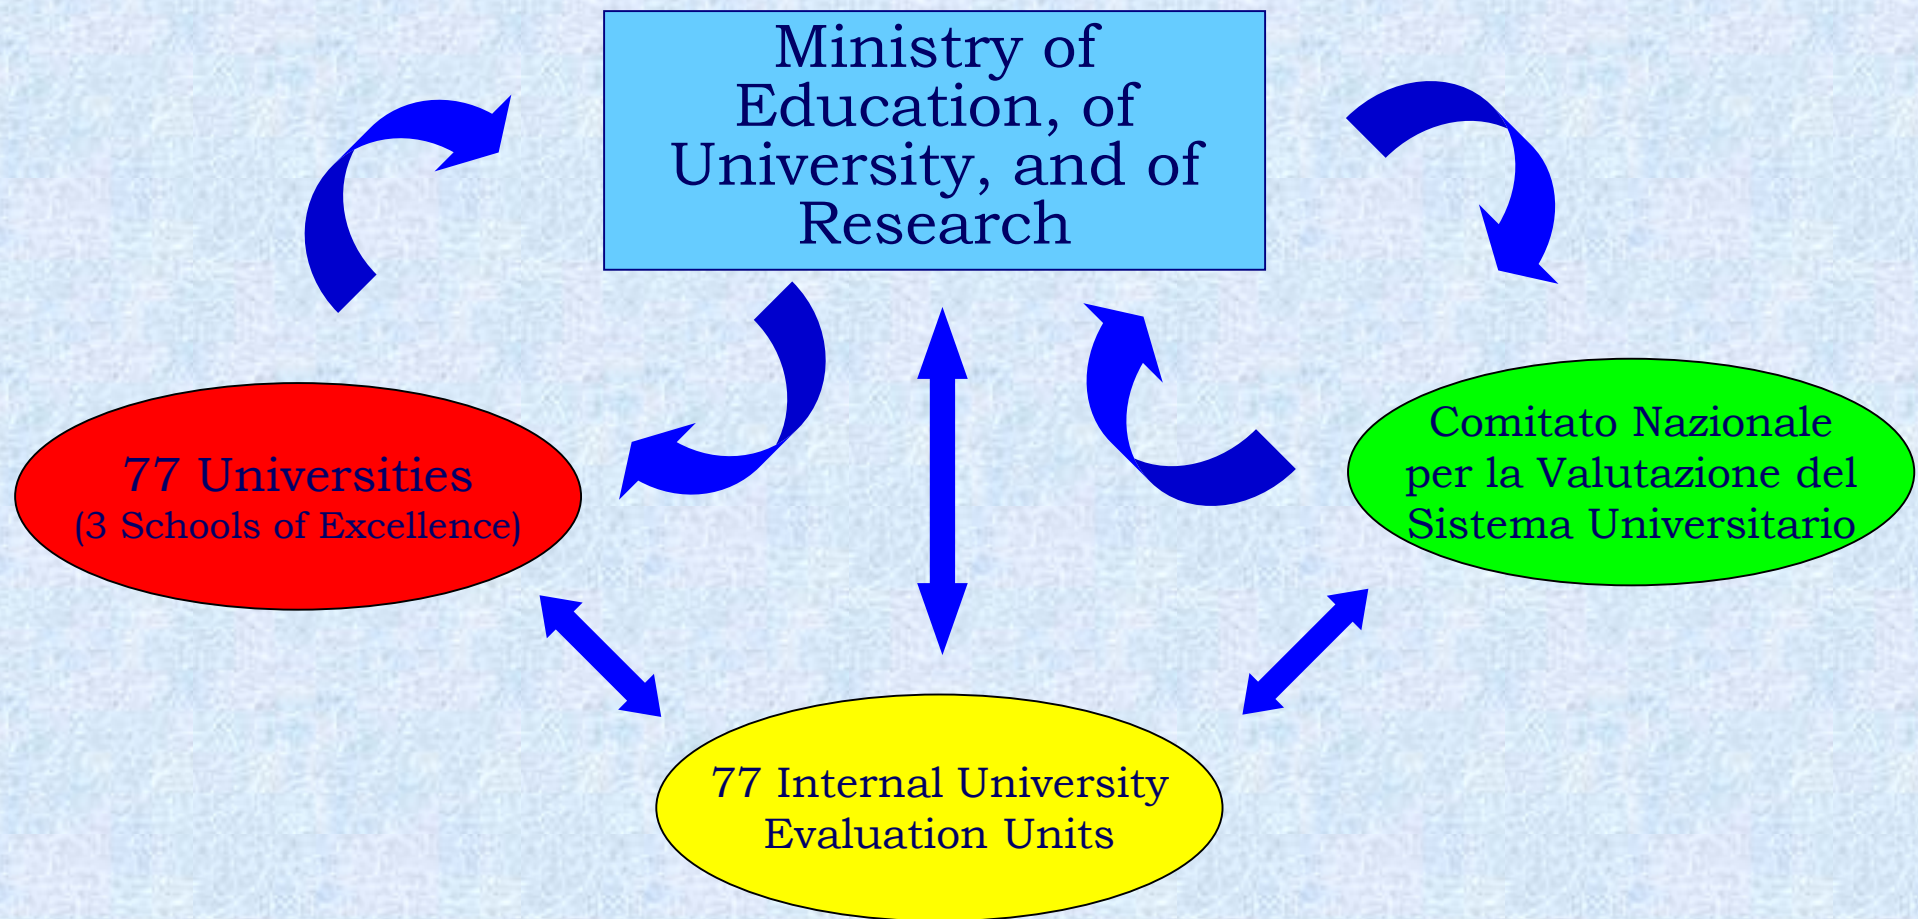 Ministry of
Education, of
University, and of
Research
77 Universities
(3 Schools of Excellence)
Comitato Nazionale
per la Valutazione del
Sistema Universitario
77 Internal University
Evaluation Units